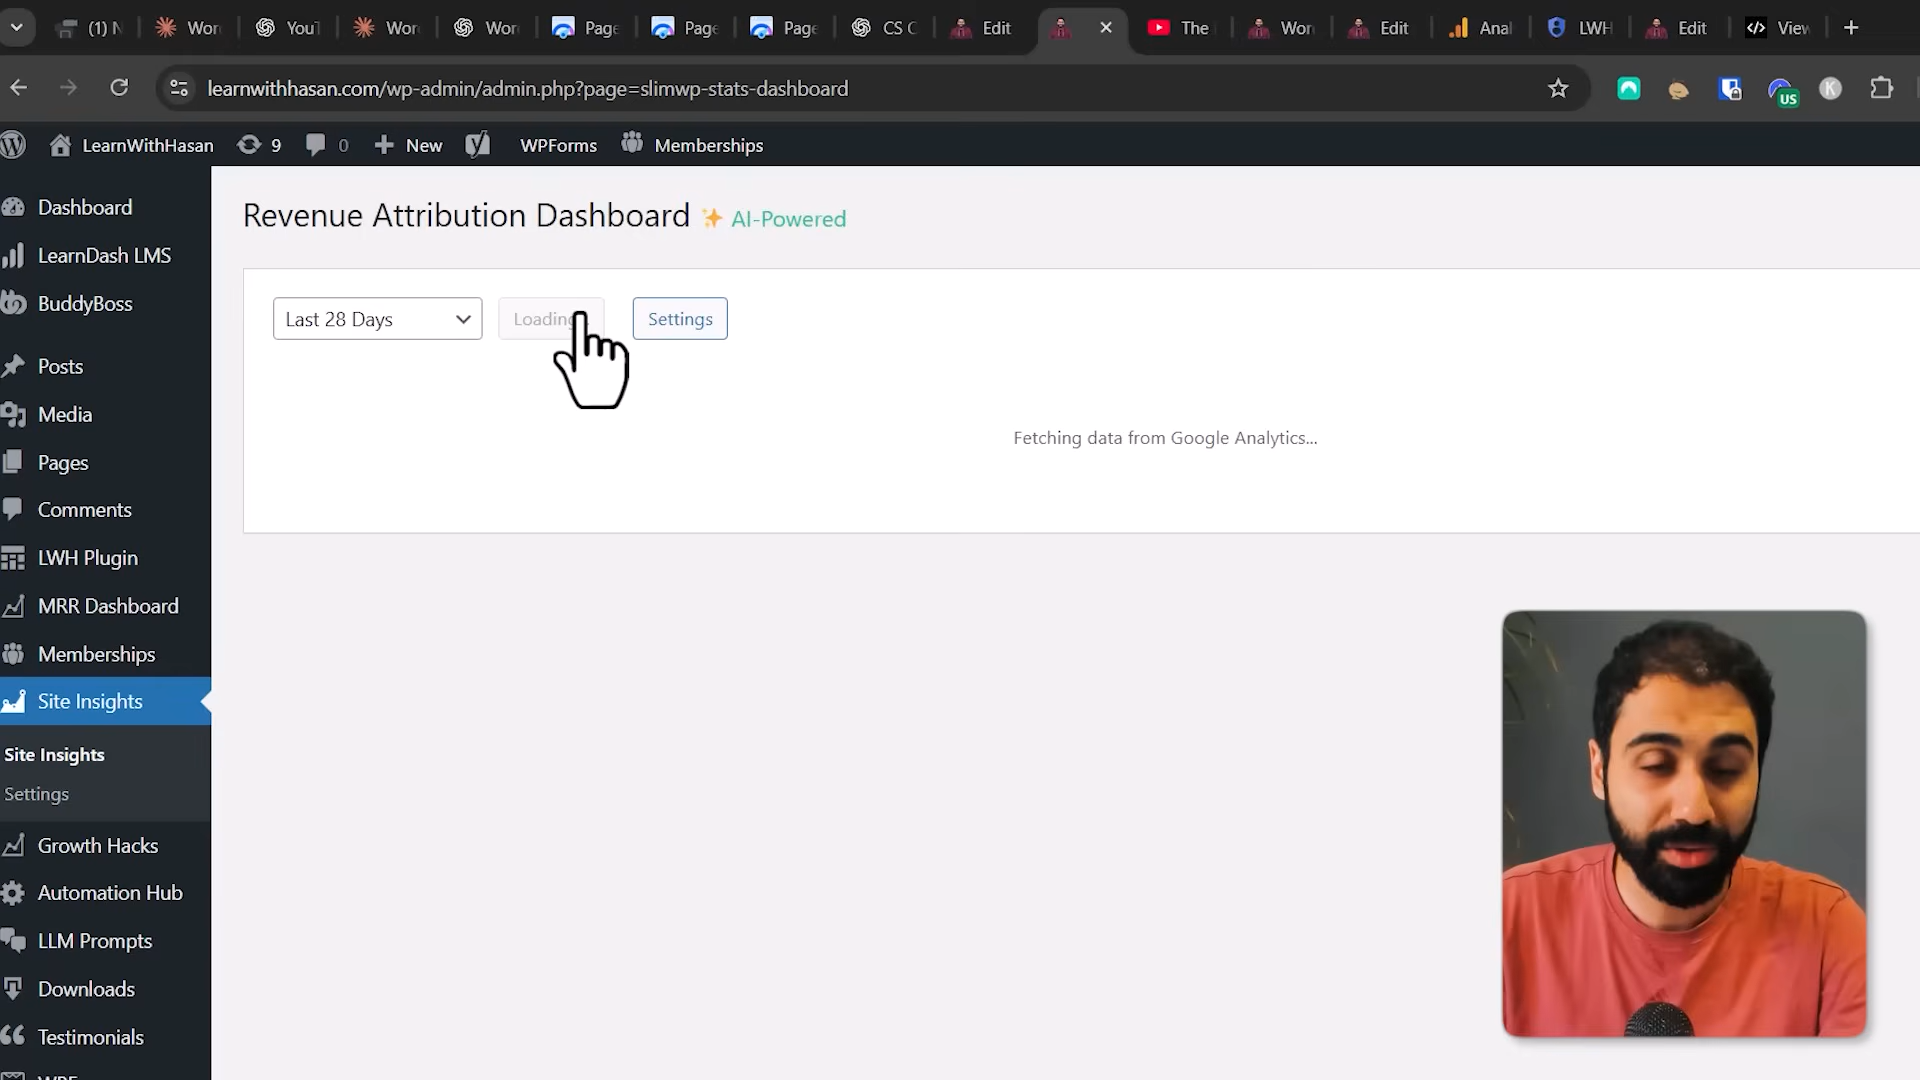 (1) N
Wor
YouT
Wor
Wor
Page
Page
Page
CS C
Edit
The
Wor
Edit
Anal
LWH
Edit
View
learnwithhasan.com/wp-admin/admin.php?page=slimwp-stats-dashboard
US
K
LearnWithHasan
9
0
New
WPForms
Memberships
Dashboard
LearnDash LMS
BuddyBoss
Posts
Media
Pages
Comments
LWH Plugin
MRR Dashboard
Memberships
Site Insights
Site Insights
Settings
Growth Hacks
Automation Hub
LLM Prompts
Downloads
Testimonials
Revenue Attribution Dashboard ✨ AI-Powered
Last 28 Days
Loading
Settings
Fetching data from Google Analytics...